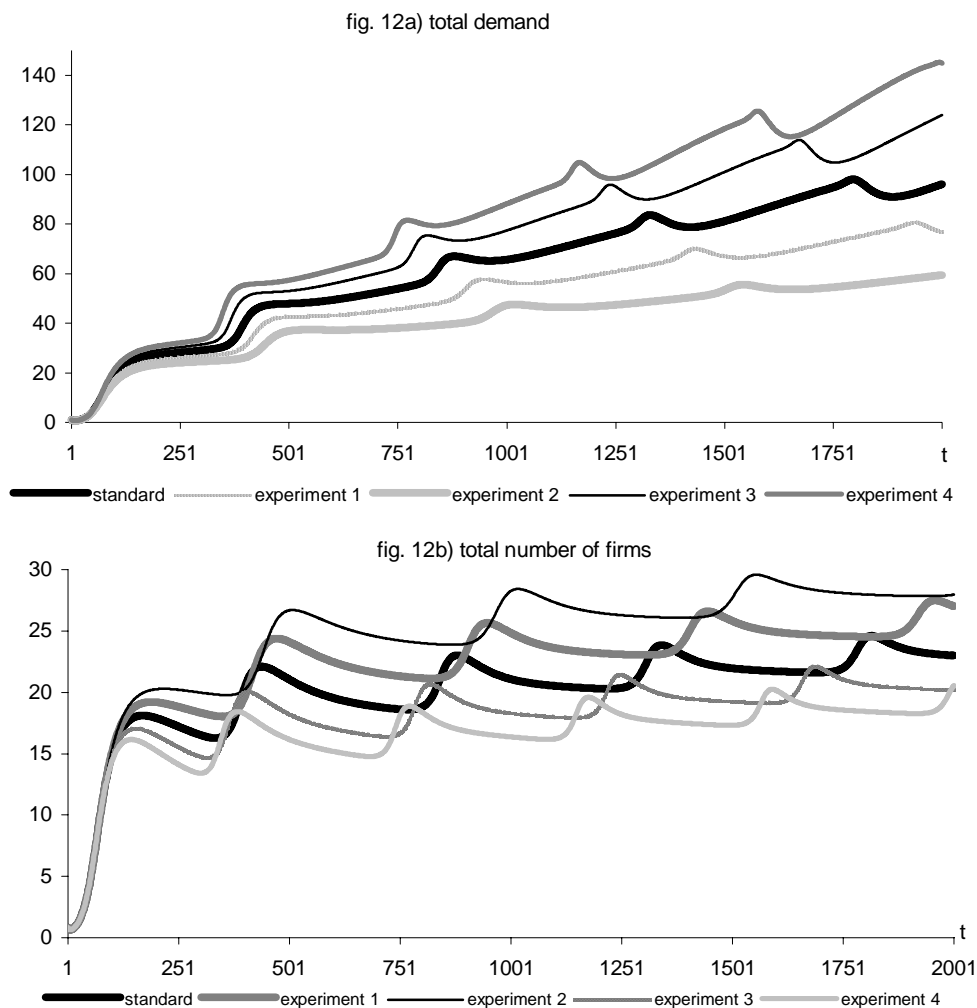 fig. 12a) total demand
140
120
100
80
60
40
20
0
1 251 501 751 1001 1251 1501 1751 t
standard experiment 1 experiment 2 experiment 3 experiment 4
fig. 12b) total number of firms
30
25
20
15
10
5
0
t
1 251 501 751 1001 1251 1501 1751 2001
standard experiment 1 experiment 2 experiment 3 experiment 4